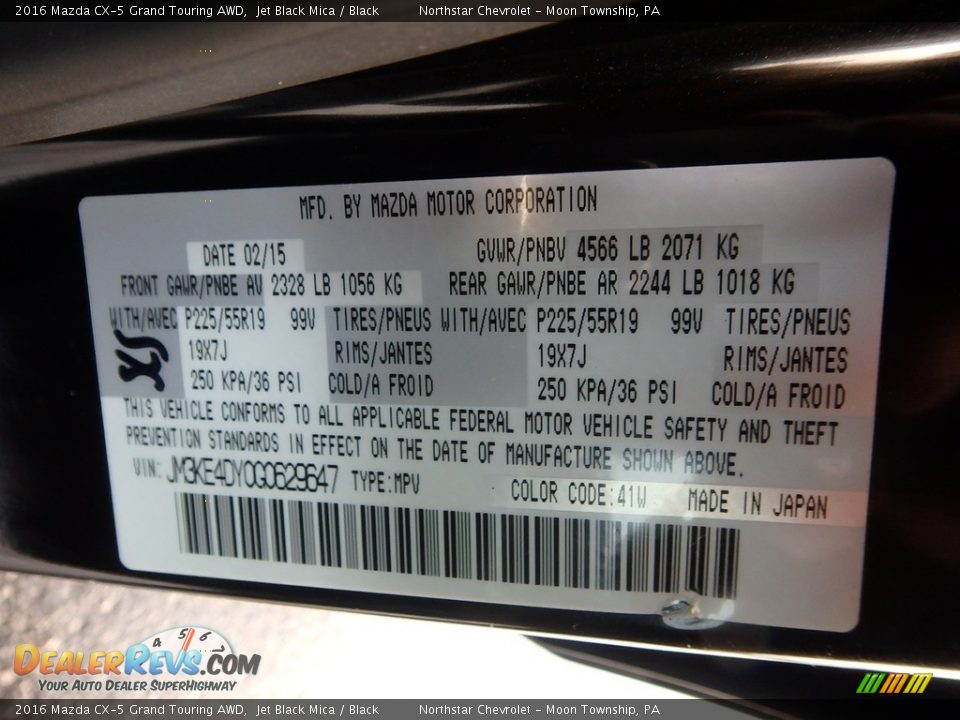 2016 Mazda CX-5 Grand Touring AWD, Jet Black Mica / Black Northstar Chevrolet - Moon Township, PA
MFD. BY MAZDA MOTOR CORPORATION
DATE 02/15 GVWR/PNBV 4566 LB 2071 KG
FRONT GAWR/PNBE AV 2328 LB 1056 KG REAR GAWR/PNBE AR 2244 LB 1018 KG
WITH/AVEC P225/55R19 99V TIRES/PNEUS WITH/AVEC P225/55R19 99V TIRES/PNEUS
19X7J RIMS/JANTES 19X7J RIMS/JANTES
250 KPA/36 PSI COLD/A FROID 250 KPA/36 PSI COLD/A FROID
THIS VEHICLE CONFORMS TO ALL APPLICABLE FEDERAL MOTOR VEHICLE SAFETY AND THEFT
PREVENTION STANDARDS IN EFFECT ON THE DATE OF MANUFACTURE SHOWN ABOVE.
VIN: JM3KE4DY0G0629647 TYPE:MPV COLOR CODE:41W MADE IN JAPAN
4 5 6
DEALERREVS.COM
YOUR AUTO DEALER SUPERHIGHWAY
2016 Mazda CX-5 Grand Touring AWD, Jet Black Mica / Black Northstar Chevrolet - Moon Township, PA